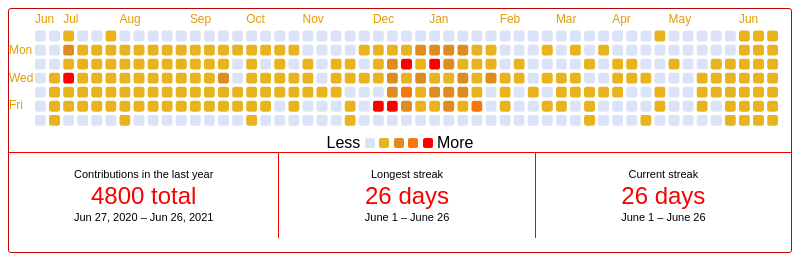 Jun Jul Aug Sep Oct Nov Dec Jan Feb Mar Apr May Jun
Mon
Wed
Fri
Less More
Contributions in the last year
4800 total
Jun 27, 2020 – Jun 26, 2021
Longest streak
26 days
June 1 – June 26
Current streak
26 days
June 1 – June 26